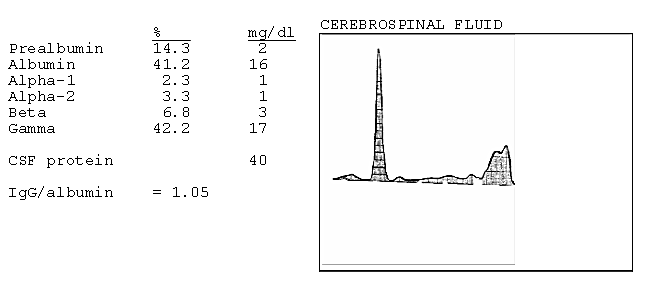 CEREBROSPINAL FLUID
% mg/dl
Prealbumin 14.3 2
Albumin 41.2 16
Alpha-1 2.3 1
Alpha-2 3.3 1
Beta 6.8 3
Gamma 42.2 17
CSF protein 40
IgG/albumin = 1.05